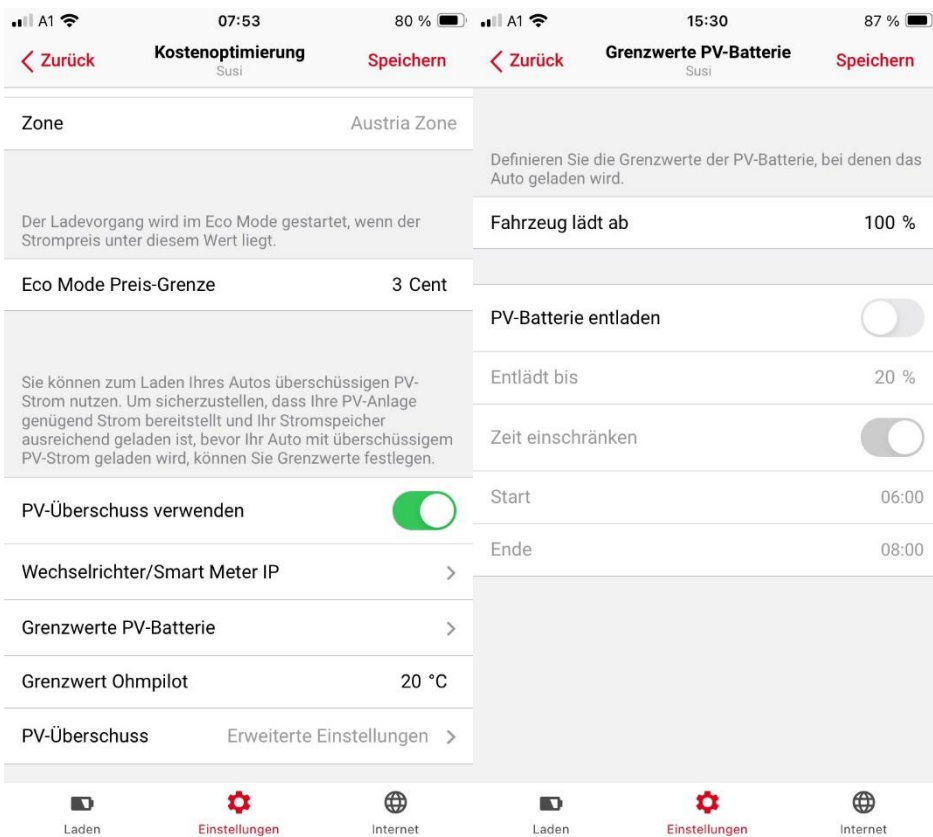 A1
07:53
80 %
Zurück
Kostenoptimierung
Speichern
Susi
Zone
Austria Zone
Der Ladevorgang wird im Eco Mode gestartet, wenn der
Strompreis unter diesem Wert liegt.
Eco Mode Preis-Grenze
3 Cent
Sie können zum Laden Ihres Autos überschüssigen PV-
Strom nutzen. Um sicherzustellen, dass Ihre PV-Anlage
genügend Strom bereitstellt und Ihr Stromspeicher
ausreichend geladen ist, bevor Ihr Auto mit überschüssigem
PV-Strom geladen wird, können Sie Grenzwerte festlegen.
PV-Überschuss verwenden
Wechselrichter/Smart Meter IP
Grenzwerte PV-Batterie
Grenzwert Ohmpilot
20 °C
PV-Überschuss
Erweiterte Einstellungen
Laden
Einstellungen
Internet
A1
15:30
87 %
Zurück
Grenzwerte PV-Batterie
Speichern
Susi
Definieren Sie die Grenzwerte der PV-Batterie, bei denen das
Auto geladen wird.
Fahrzeug lädt ab
100 %
PV-Batterie entladen
Entlädt bis
20 %
Zeit einschränken
Start
06:00
Ende
08:00
Laden
Einstellungen
Internet